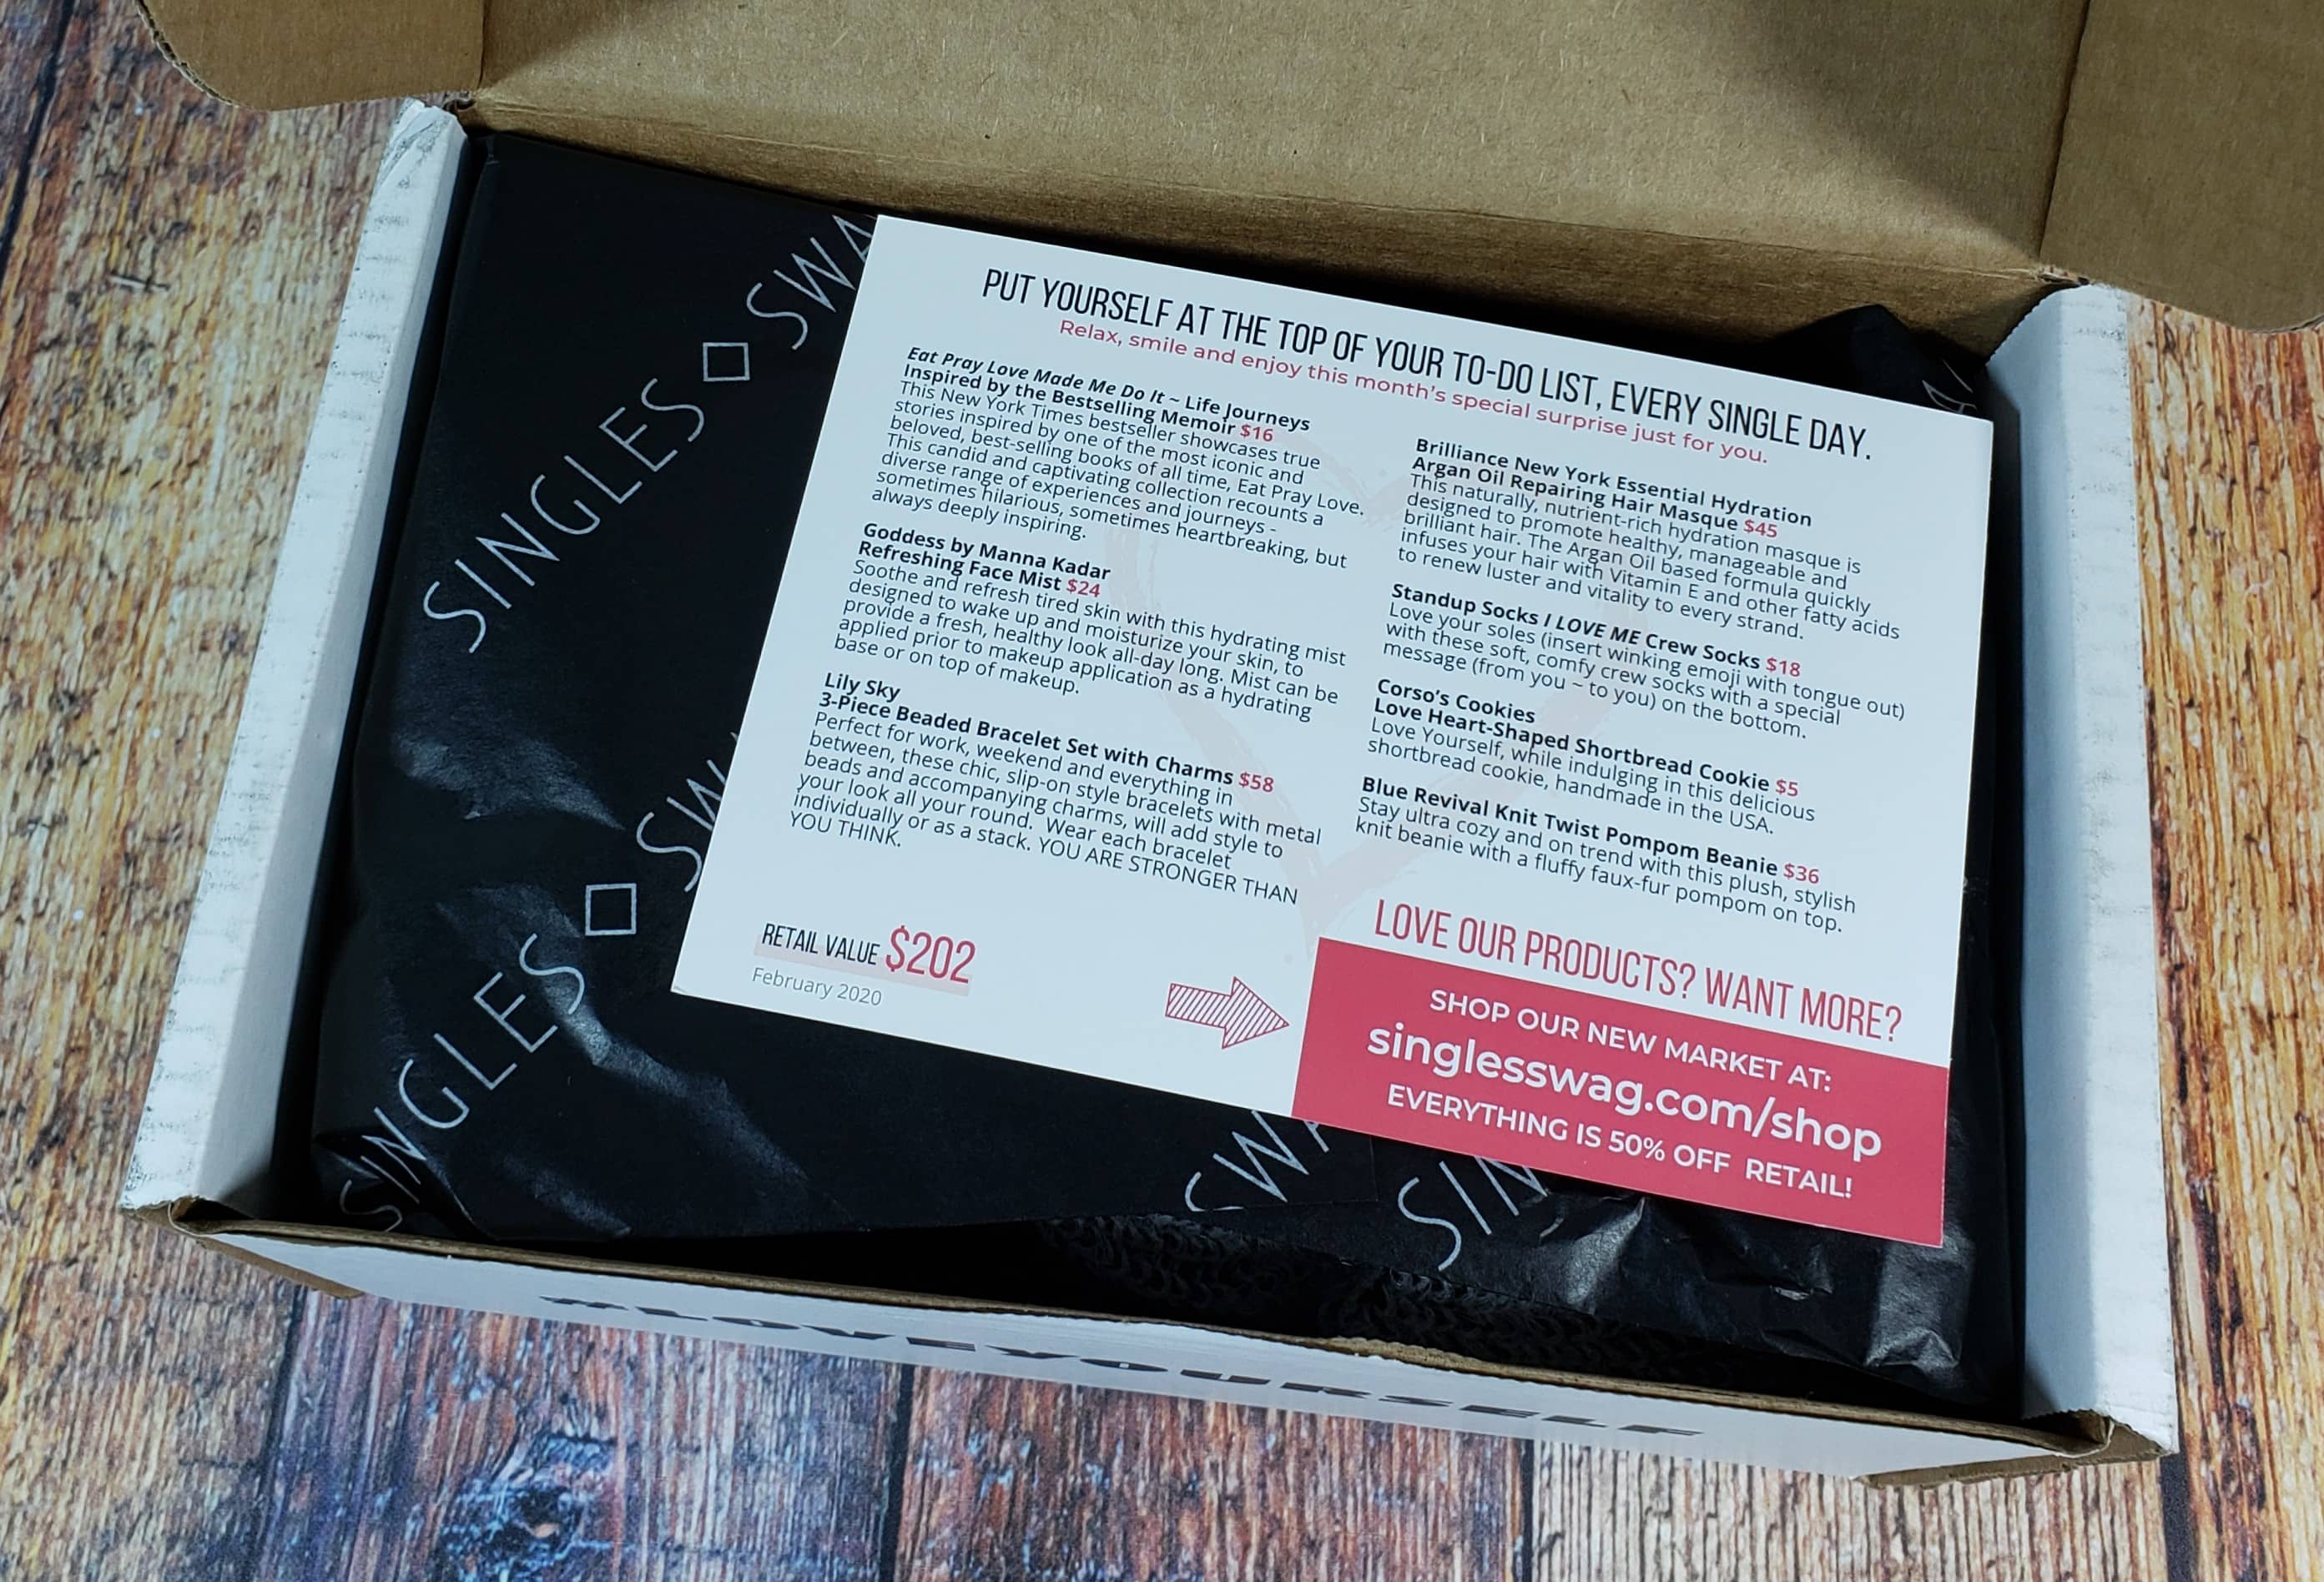 SINGLES ◇ SWA
SINGLES ◇ SW
SWA
SIN
PUT YOURSELF AT THE TOP OF YOUR TO-DO LIST, EVERY SINGLE DAY.
Relax, smile and enjoy this month's special surprise just for you.
Eat Pray Love Made Me Do It ~ Life Journeys
Inspired by the Bestselling Memoir $16
This New York Times bestseller showcases true
stories inspired by one of the most iconic and
beloved, best-selling books of all time, Eat Pray Love.
This candid and captivating collection recounts a
diverse range of experiences and journeys -
sometimes hilarious, sometimes heartbreaking, but
always deeply inspiring.
Goddess by Manna Kadar
Refreshing Face Mist $24
Soothe and refresh tired skin with this hydrating mist
designed to wake up and moisturize your skin, to
provide a fresh, healthy look all-day long. Mist can be
applied prior to makeup application as a hydrating
base or on top of makeup.
Lily Sky
3-Piece Beaded Bracelet Set with Charms $58
Perfect for work, weekend and everything in
between, these chic, slip-on style bracelets with metal
beads and accompanying charms, will add style to
your look all your round. Wear each bracelet
individually or as a stack. YOU ARE STRONGER THAN
YOU THINK.
RETAIL VALUE $202
February 2020
Brilliance New York Essential Hydration
Argan Oil Repairing Hair Masque $45
This naturally, nutrient-rich hydration masque is
designed to promote healthy, manageable and
brilliant hair. The Argan Oil based formula quickly
infuses your hair with Vitamin E and other fatty acids
to renew luster and vitality to every strand.
Standup Socks I LOVE ME Crew Socks $18
Love your soles (insert winking emoji with tongue out)
with these soft, comfy crew socks with a special
message (from you ~ to you) on the bottom.
Corso's Cookies
Love Heart-Shaped Shortbread Cookie $5
Love Yourself, while indulging in this delicious
shortbread cookie, handmade in the USA.
Blue Revival Knit Twist Pompom Beanie $36
Stay ultra cozy and on trend with this plush, stylish
knit beanie with a fluffy faux-fur pompom on top.
LOVE OUR PRODUCTS? WANT MORE?
SHOP OUR NEW MARKET AT:
singlesswag.com/shop
EVERYTHING IS 50% OFF RETAIL!
#LOVEYOURSELF